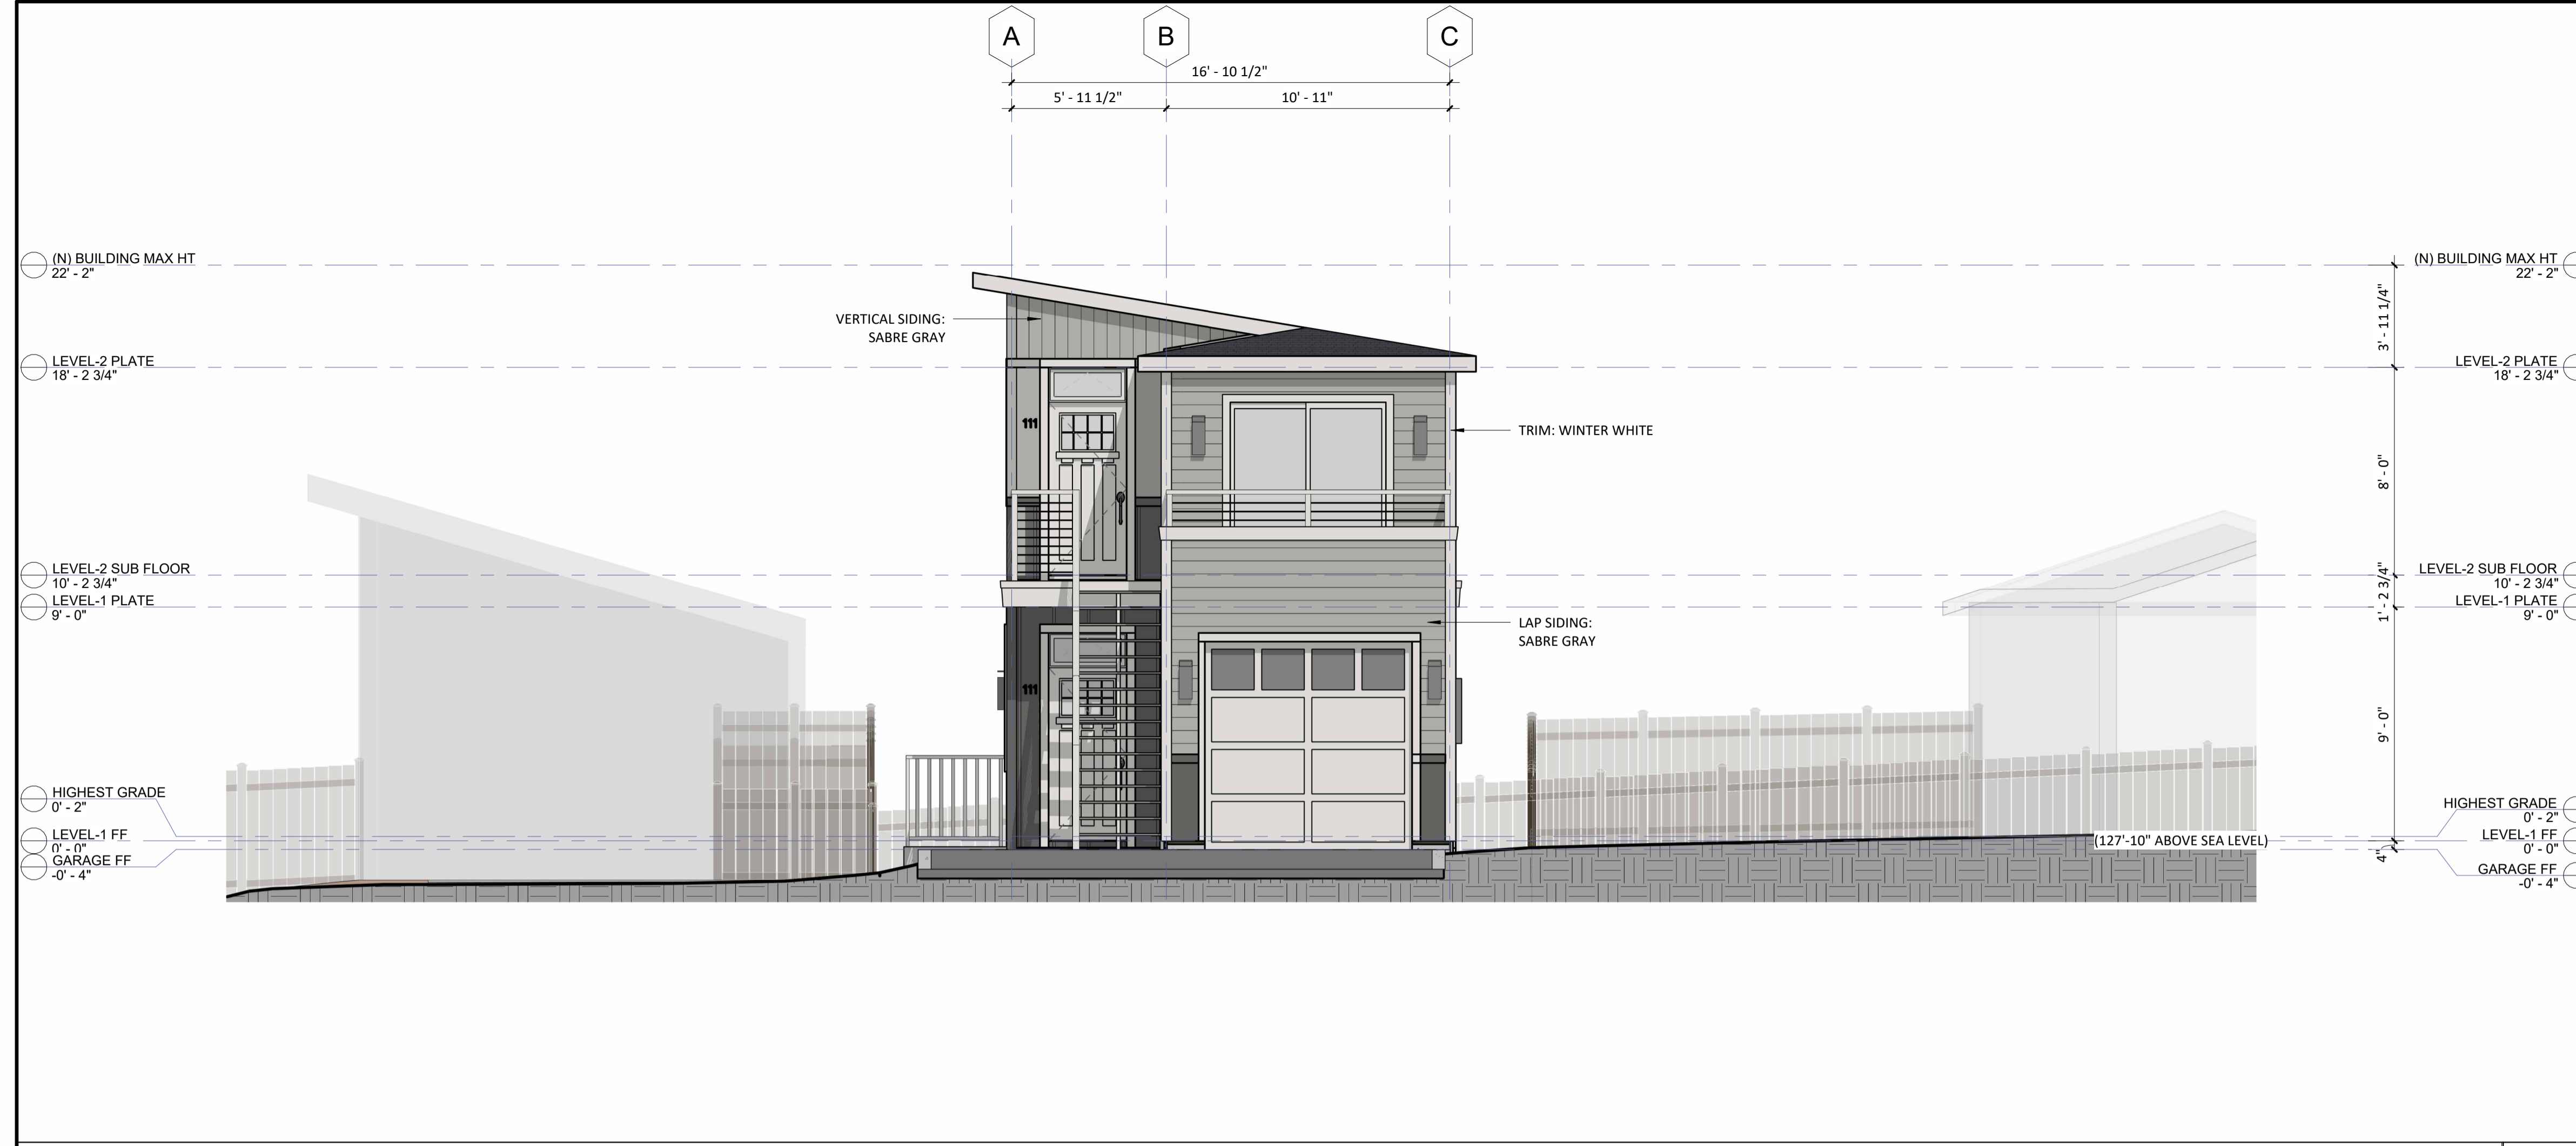 A
B
C
16' - 10 1/2"
5' - 11 1/2"
10' - 11"
(N) BUILDING MAX HT
22' - 2"
LEVEL-2 PLATE
18' - 2 3/4"
LEVEL-2 SUB FLOOR
10' - 2 3/4"
LEVEL-1 PLATE
9' - 0"
HIGHEST GRADE
0' - 2"
LEVEL-1 FF
0' - 0"
GARAGE FF
-0' - 4"
VERTICAL SIDING:
SABRE GRAY
111
111
TRIM: WINTER WHITE
LAP SIDING:
SABRE GRAY
(127'-10" ABOVE SEA LEVEL)
3' - 11 1/4"
8' - 0"
1' - 2 3/4"
9' - 0"
4"
(N) BUILDING MAX HT
22' - 2"
LEVEL-2 PLATE
18' - 2 3/4"
LEVEL-2 SUB FLOOR
10' - 2 3/4"
LEVEL-1 PLATE
9' - 0"
HIGHEST GRADE
0' - 2"
LEVEL-1 FF
0' - 0"
GARAGE FF
-0' - 4"